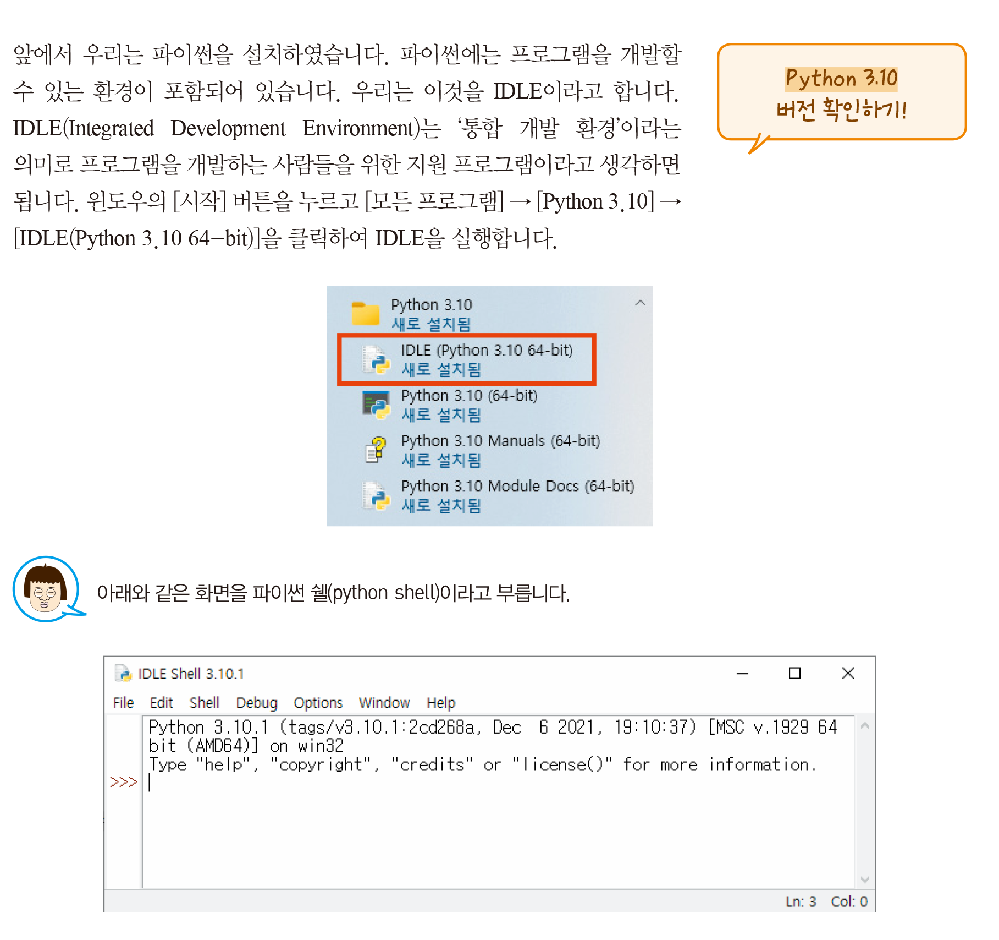 앞에서 우리는 파이썬을 설치하였습니다. 파이썬에는 프로그램을 개발할
수 있는 환경이 포함되어 있습니다. 우리는 이것을 IDLE이라고 합니다.
IDLE(Integrated Development Environment)는 ‘통합 개발 환경’이라는
의미로 프로그램을 개발하는 사람들을 위한 지원 프로그램이라고 생각하면
됩니다. 윈도우의 [시작] 버튼을 누르고 [모든 프로그램] → [Python 3.10] →
[IDLE(Python 3.10 64-bit)]을 클릭하여 IDLE을 실행합니다.
Python 3.10
버전 확인하기!
Python 3.10
새로 설치됨
IDLE (Python 3.10 64-bit)
새로 설치됨
Python 3.10 (64-bit)
새로 설치됨
Python 3.10 Manuals (64-bit)
새로 설치됨
Python 3.10 Module Docs (64-bit)
새로 설치됨
아래와 같은 화면을 파이썬 쉘(python shell)이라고 부릅니다.
IDLE Shell 3.10.1
File Edit Shell Debug Options Window Help
Python 3.10.1 (tags/v3.10.1:2cd268a, Dec  6 2021, 19:10:37) [MSC v.1929 64
bit (AMD64)] on win32
Type "help", "copyright", "credits" or "license()" for more information.
>>>
Ln: 3 Col: 0